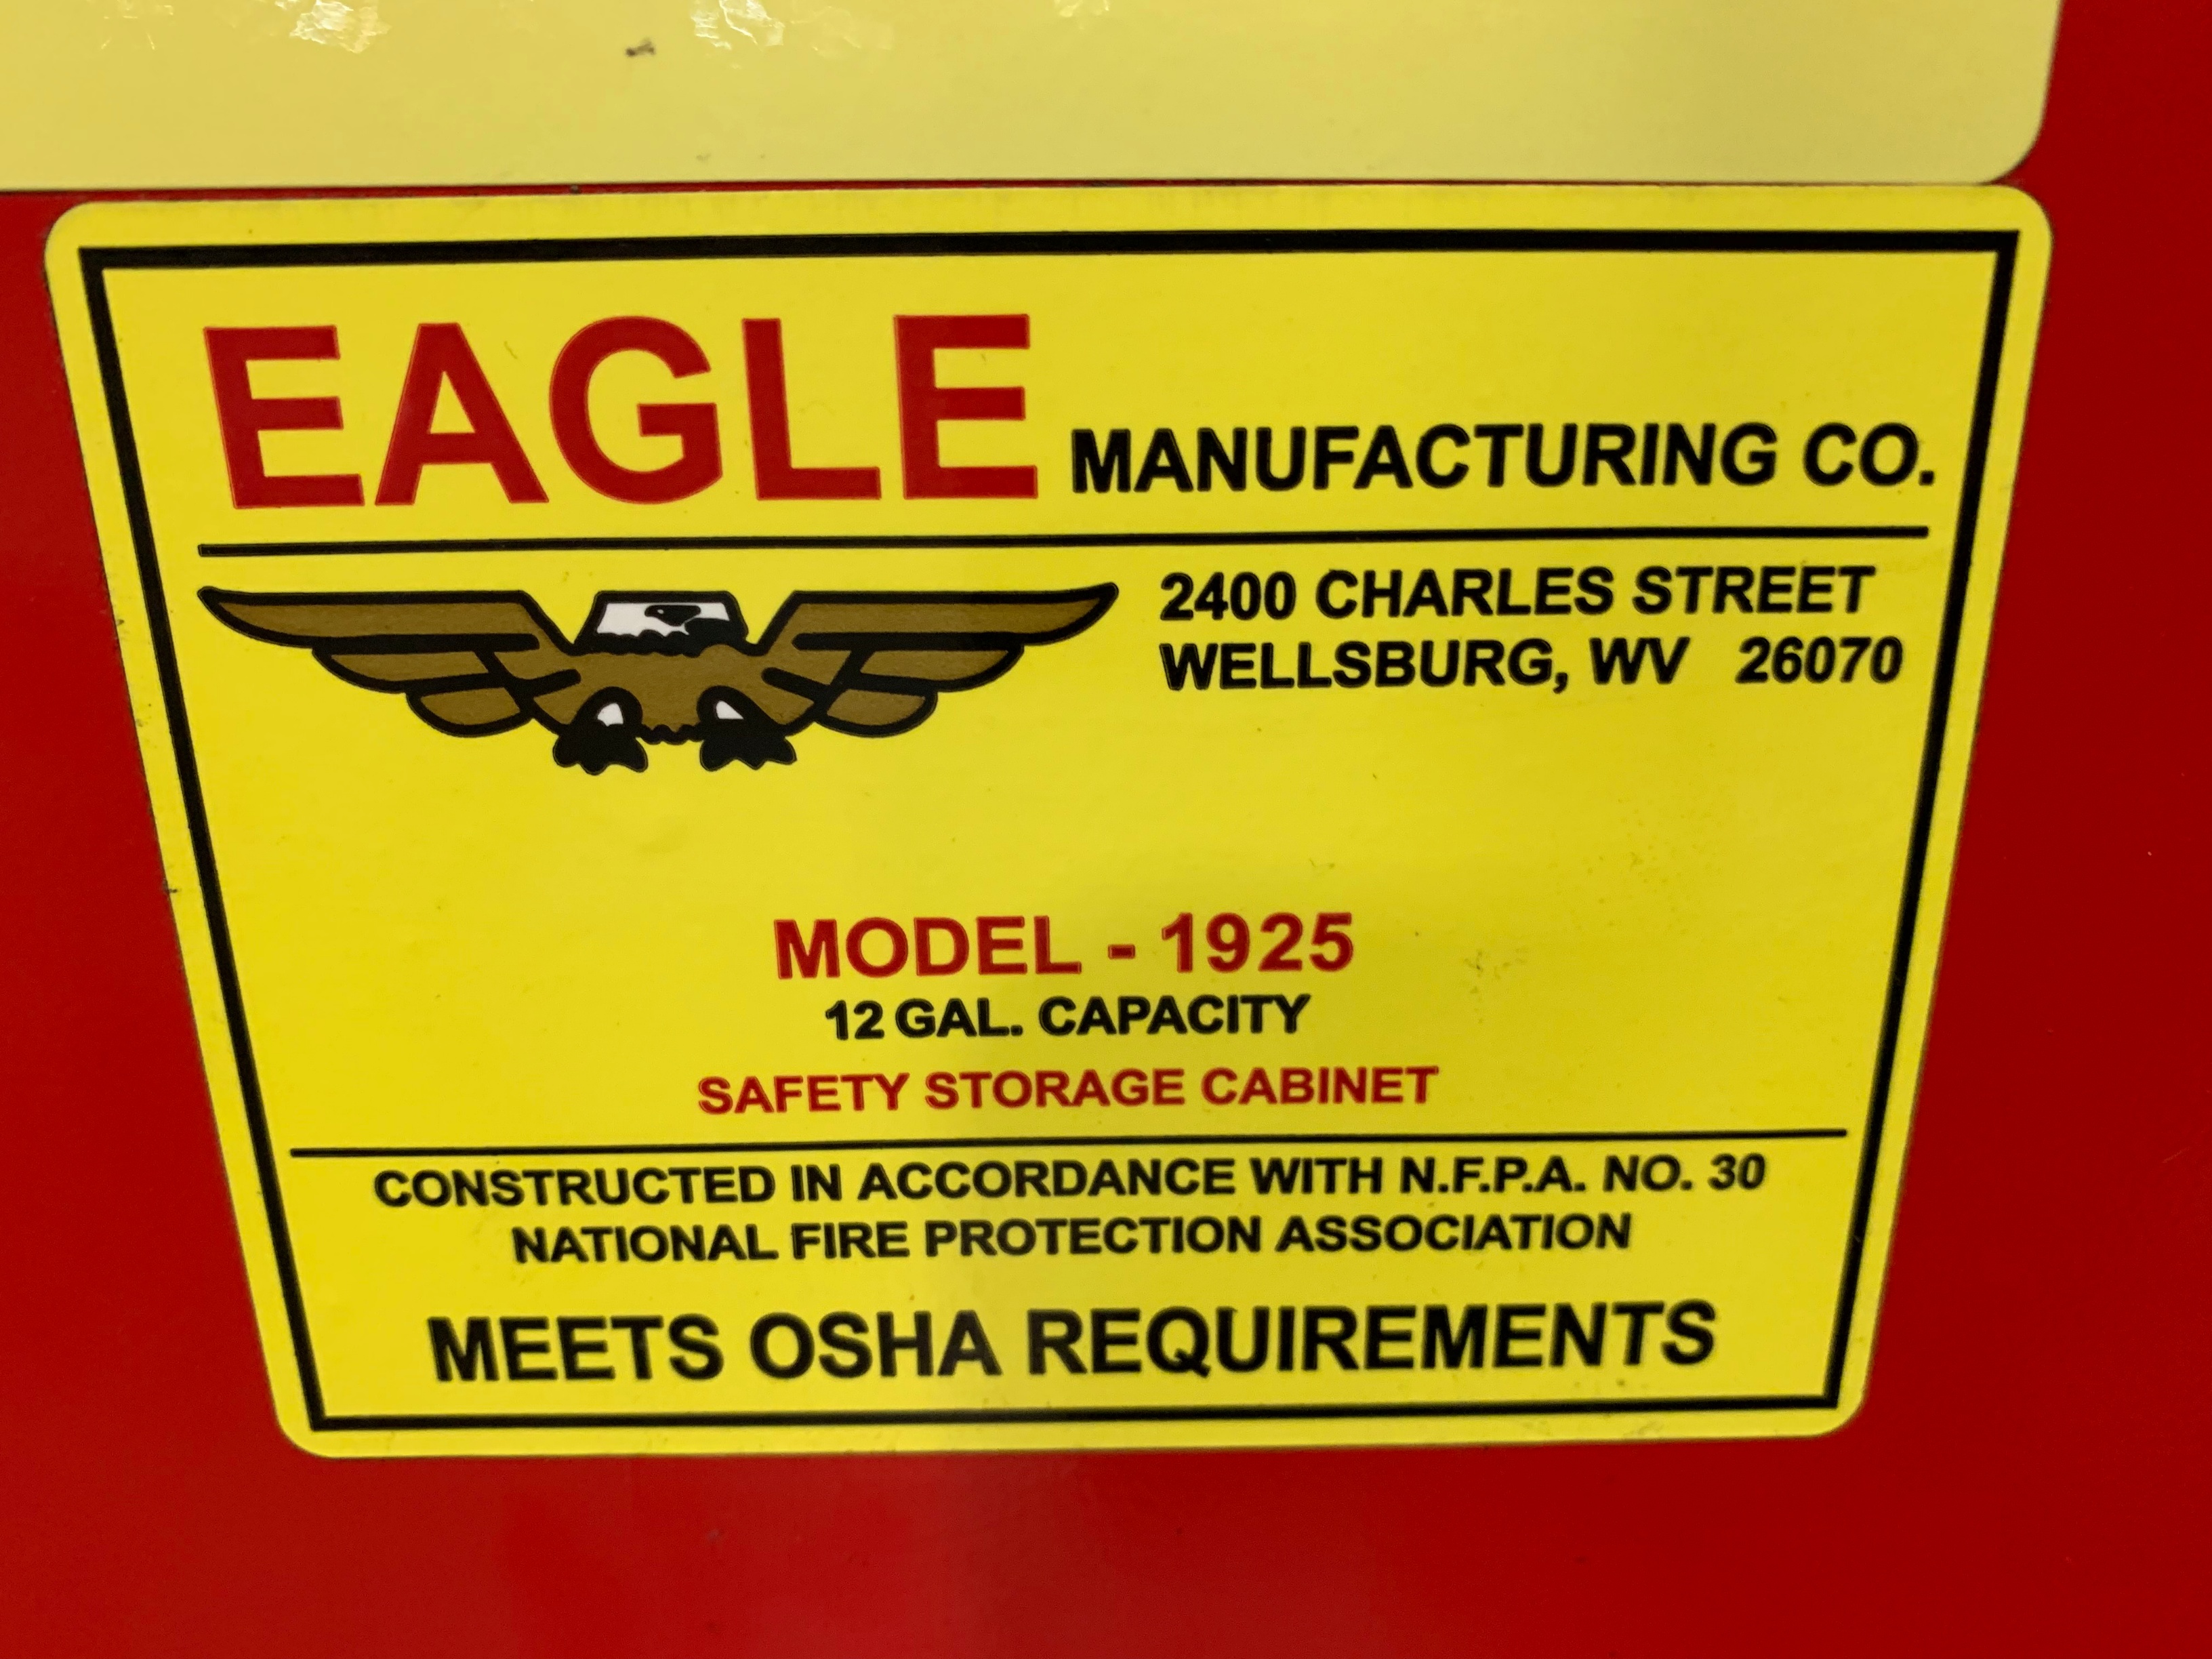 EAGLE MANUFACTURING CO.
2400 CHARLES STREET
WELLSBURG, WV 26070
MODEL - 1925
12 GAL. CAPACITY
SAFETY STORAGE CABINET
CONSTRUCTED IN ACCORDANCE WITH N.F.P.A. NO. 30
NATIONAL FIRE PROTECTION ASSOCIATION
MEETS OSHA REQUIREMENTS